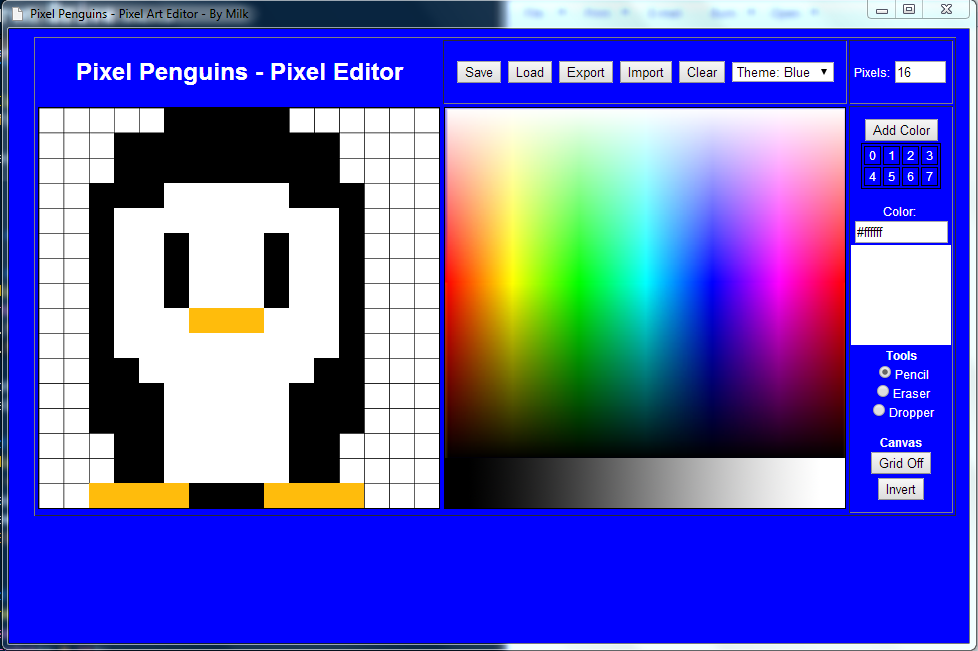 Pixel Penguins - Pixel Art Editor - By Milk
Pixel Penguins - Pixel Editor
Save Load Export Import Clear Theme: Blue
Pixels: 16
Add Color
0 1 2 3
4 5 6 7
Color:
#ffffff
Tools
Pencil
Eraser
Dropper
Canvas
Grid Off
Invert